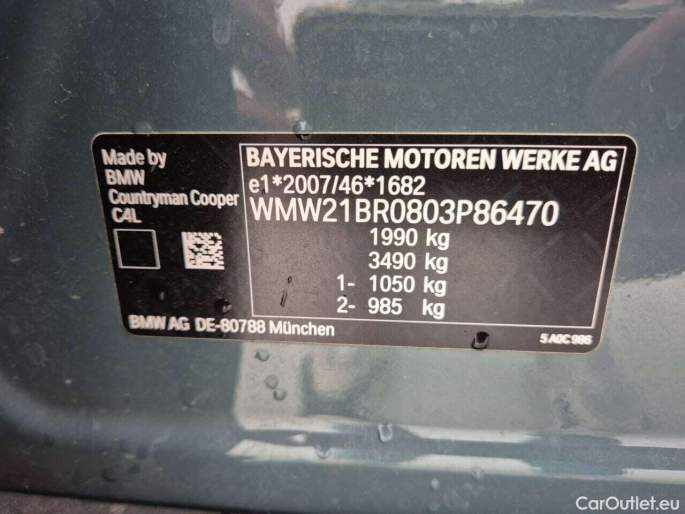 Made by
BMW
Countryman Cooper
C4L
BAYERISCHE MOTOREN WERKE AG
e1*2007/46*1682
WMW21BR0803P86470
1990 kg
3490 kg
1- 1050 kg
2- 985 kg
BMW AG DE-80788 München
5 A0C 986
CarOutlet.eu